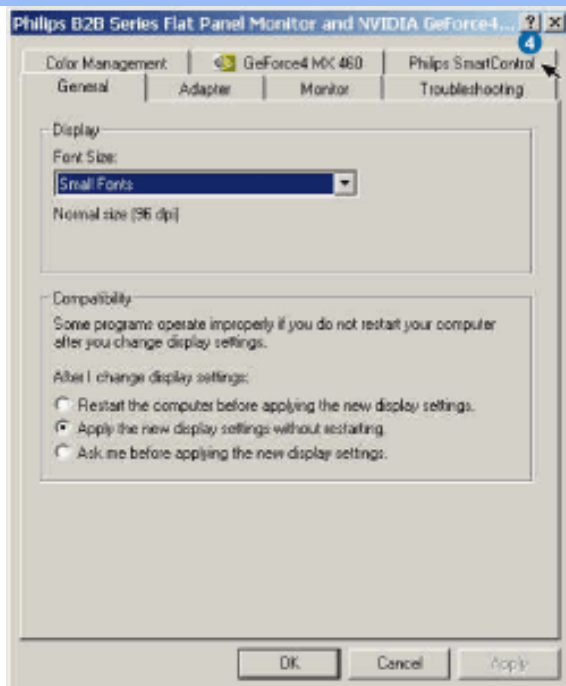 Philips B2B Series Flat Panel Monitor and NVIDIA GeForce4... ? X
4
Color Management GeForce4 MX 460 Philips SmartControl
General Adapter Monitor Troubleshooting
Display
Font Size:
Small Fonts
Normal size (96 dpi)
Compatibility
Some programs operate improperly if you do not restart your computer
after you change display settings.
After I change display settings:
Restart the computer before applying the new display settings.
Apply the new display settings without restarting.
Ask me before applying the new display settings.
OK Cancel Apply